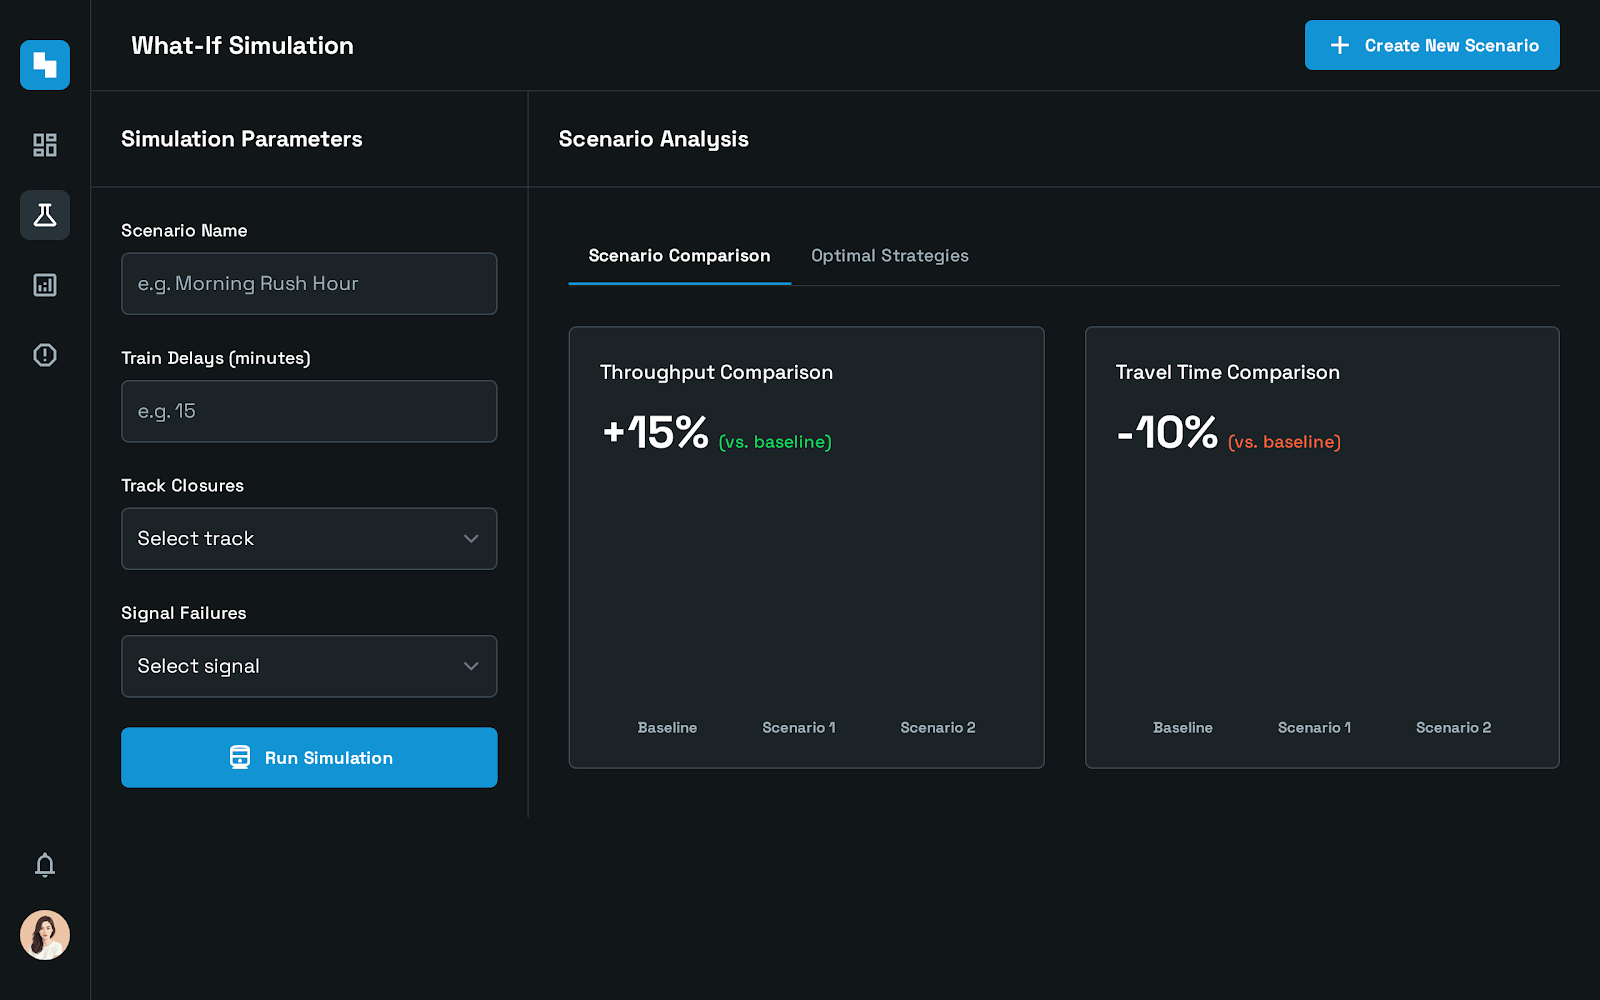 What-If Simulation
Create New Scenario
Simulation Parameters
Scenario Name
e.g. Morning Rush Hour
Train Delays (minutes)
e.g. 15
Track Closures
Select track
Signal Failures
Select signal
Run Simulation
Scenario Analysis
Scenario Comparison
Optimal Strategies
Throughput Comparison
+15% (vs. baseline)
Baseline
Scenario 1
Scenario 2
Travel Time Comparison
-10% (vs. baseline)
Baseline
Scenario 1
Scenario 2